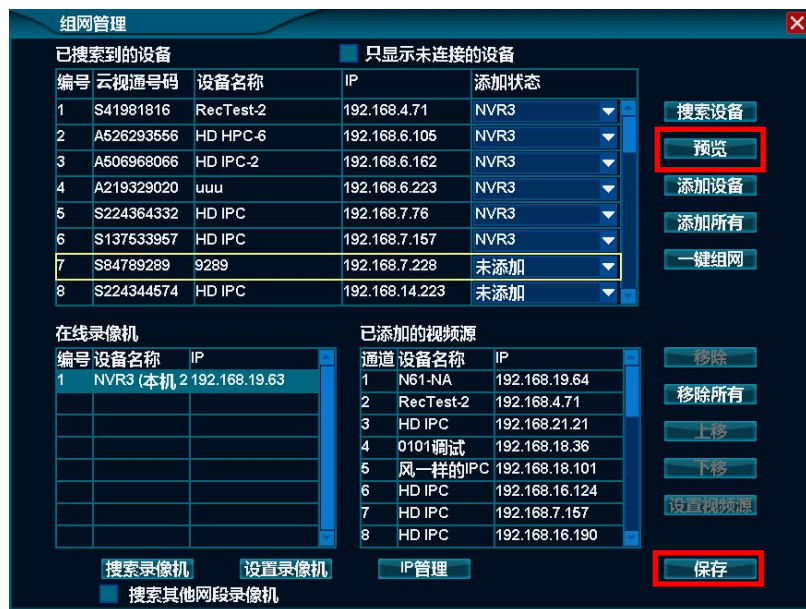 组网管理
已搜索到的设备 只显示未连接的设备
编号 云视通号码 设备名称 IP 添加状态
1 S41981816 RecTest-2 192.168.4.71 NVR3 搜索设备
2 A526293556 HD HPC-6 192.168.6.105 NVR3 预览
3 A506968066 HD IPC-2 192.168.6.162 NVR3
4 A219329020 uuu 192.168.6.223 NVR3 添加设备
5 S224364332 HD IPC 192.168.7.76 NVR3 添加所有
6 S137533957 HD IPC 192.168.7.157 NVR3
7 S84789289 9289 192.168.7.228 未添加 一键组网
8 S224344574 HD IPC 192.168.14.223 未添加
在线录像机 已添加的视频源
编号 设备名称 IP 通道 设备名称 IP 移除
1 NVR3 (本机 2 192.168.19.63 1 N61-NA 192.168.19.64
2 RecTest-2 192.168.4.71 移除所有
3 HD IPC 192.168.21.21 上移
4 0101调试 192.168.18.36
5 风一样的IPC 192.168.18.101 下移
6 HD IPC 192.168.16.124 设置视频源
7 HD IPC 192.168.7.157
8 HD IPC 192.168.16.190
搜索录像机 设置录像机 IP管理 保存
搜索其他网段录像机